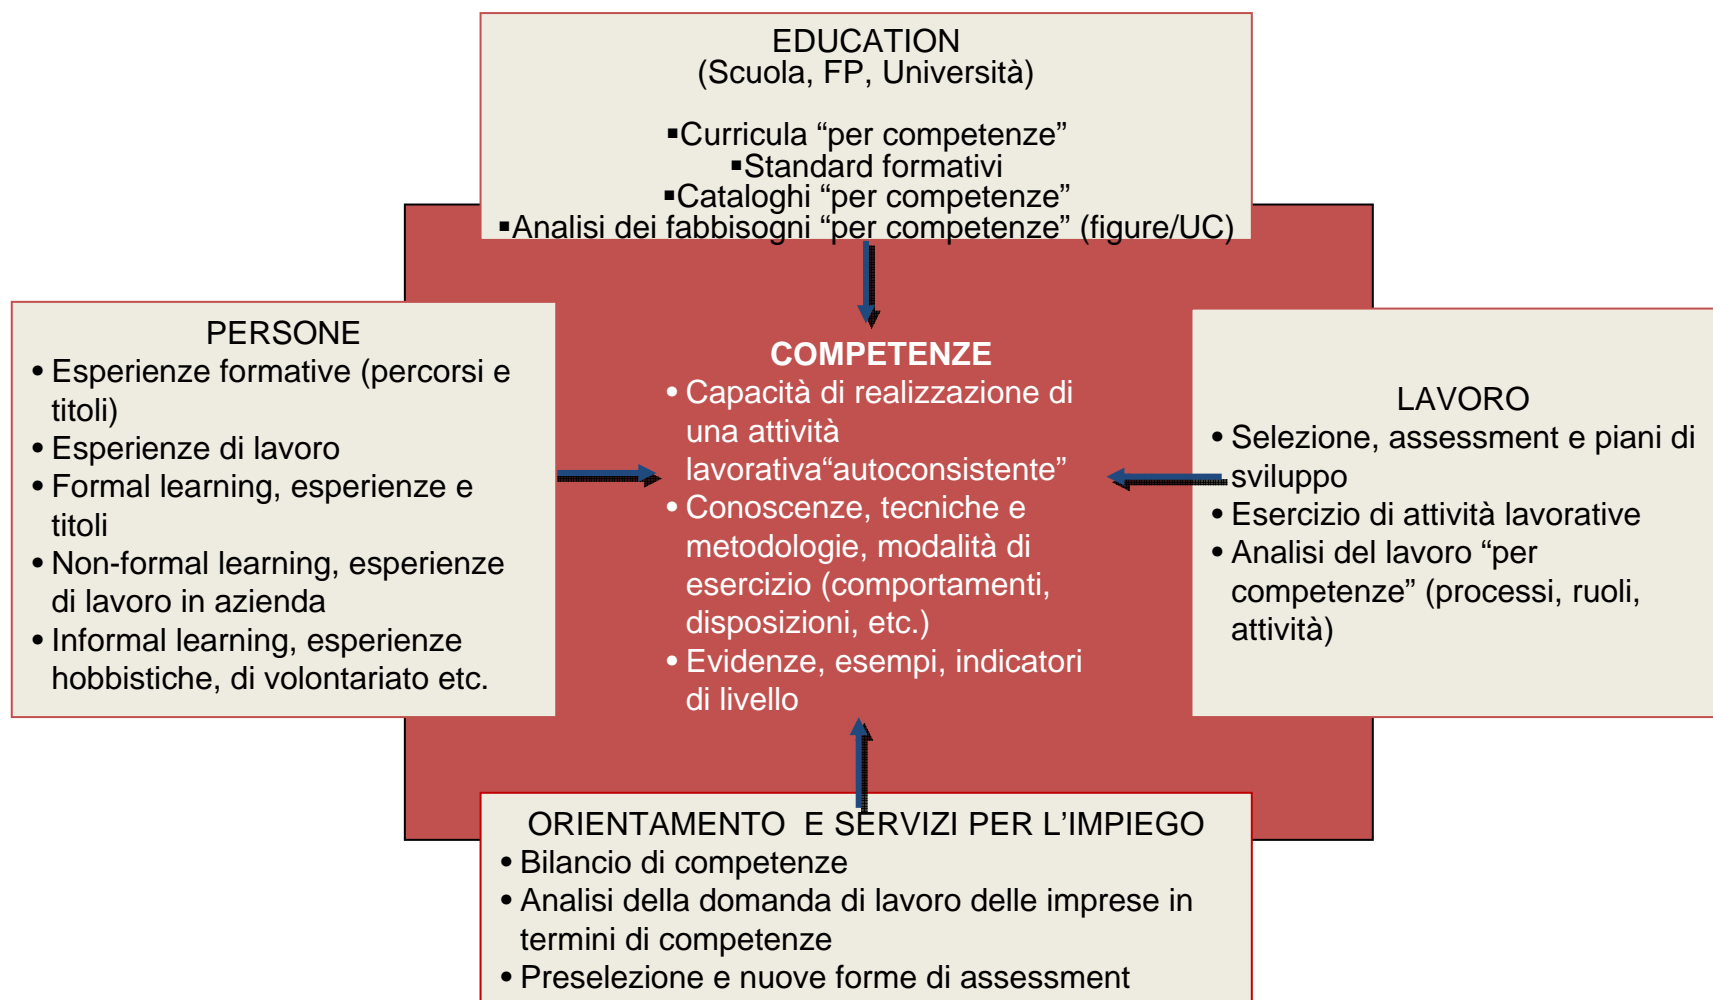 EDUCATION
(Scuola, FP, Università)
▪Curricula “per competenze”
▪Standard formativi
▪Cataloghi “per competenze”
▪Analisi dei fabbisogni “per competenze” (figure/UC)
PERSONE
• Esperienze formative (percorsi e
titoli)
• Esperienze di lavoro
• Formal learning, esperienze e
titoli
• Non-formal learning, esperienze
di lavoro in azienda
• Informal learning, esperienze
hobbistiche, di volontariato etc.
COMPETENZE
• Capacità di realizzazione di
una attività
lavorativa“autoconsistente”
• Conoscenze, tecniche e
metodologie, modalità di
esercizio (comportamenti,
disposizioni, etc.)
• Evidenze, esempi, indicatori
di livello
LAVORO
• Selezione, assessment e piani di
sviluppo
• Esercizio di attività lavorative
• Analisi del lavoro “per
competenze” (processi, ruoli,
attività)
ORIENTAMENTO E SERVIZI PER L’IMPIEGO
• Bilancio di competenze
• Analisi della domanda di lavoro delle imprese in
termini di competenze
• Preselezione e nuove forme di assessment